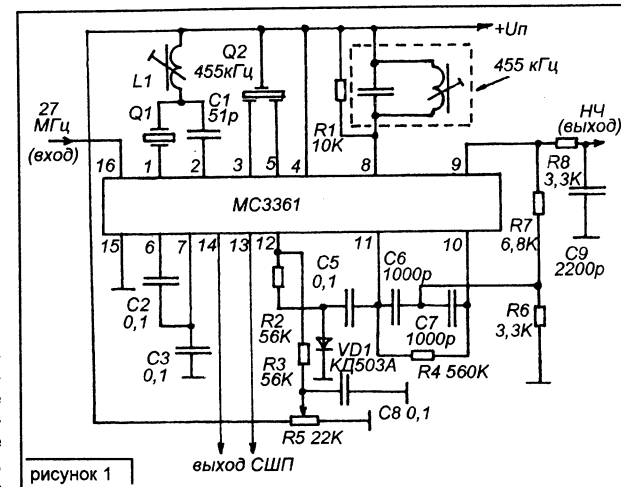 +Uп
Q2
455кГц
L1
Q1
C1
51р
27
МГц
(вход)
455 кГц
R1
10K
НЧ
(выход)
R8
3,3K
R7
6,8K
C9
2200р
16
1
2
3
5
4
8
9
MC3361
15
6
7
14
13
12
11
10
C2
0,1
C3
0,1
R2
56K
R3
56K
C5
0,1
C6
1000р
C7
1000р
VD1
КД503А
R4 560K
R6
3,3K
C8 0,1
R5 22K
выход СШП
рисунок 1